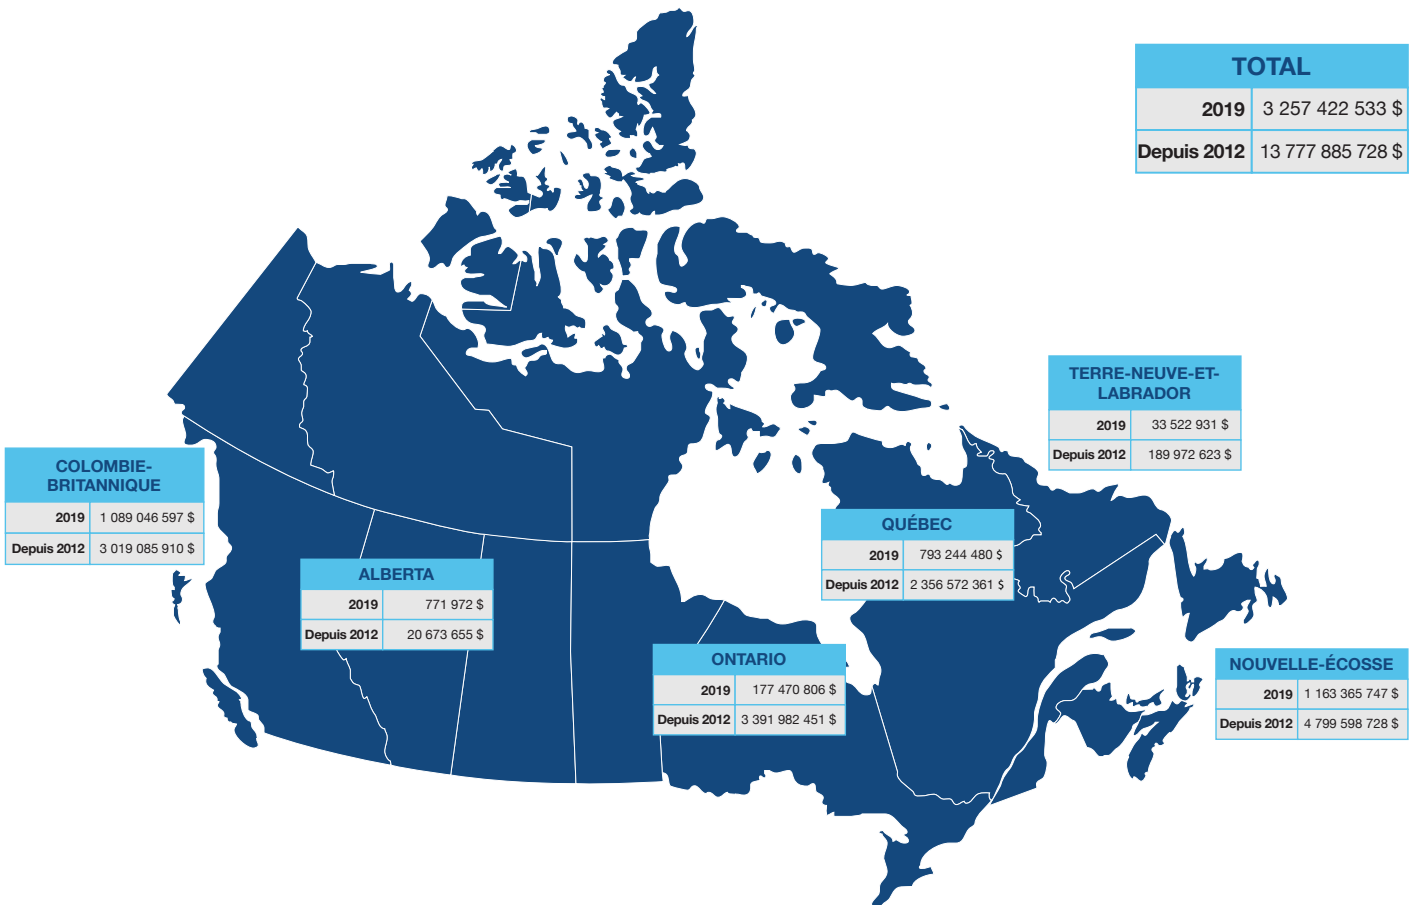 TOTAL
2019 3 257 422 533 $
Depuis 2012 13 777 885 728 $
TERRE-NEUVE-ET-
LABRADOR
2019 33 522 931 $
Depuis 2012 189 972 623 $
COLOMBIE-
BRITANNIQUE
2019 1 089 046 597 $
Depuis 2012 3 019 085 910 $
QUÉBEC
2019 793 244 480 $
Depuis 2012 2 356 572 361 $
ALBERTA
2019 771 972 $
Depuis 2012 20 673 655 $
ONTARIO
2019 177 470 806 $
Depuis 2012 3 391 982 451 $
NOUVELLE-ÉCOSSE
2019 1 163 365 747 $
Depuis 2012 4 799 598 728 $